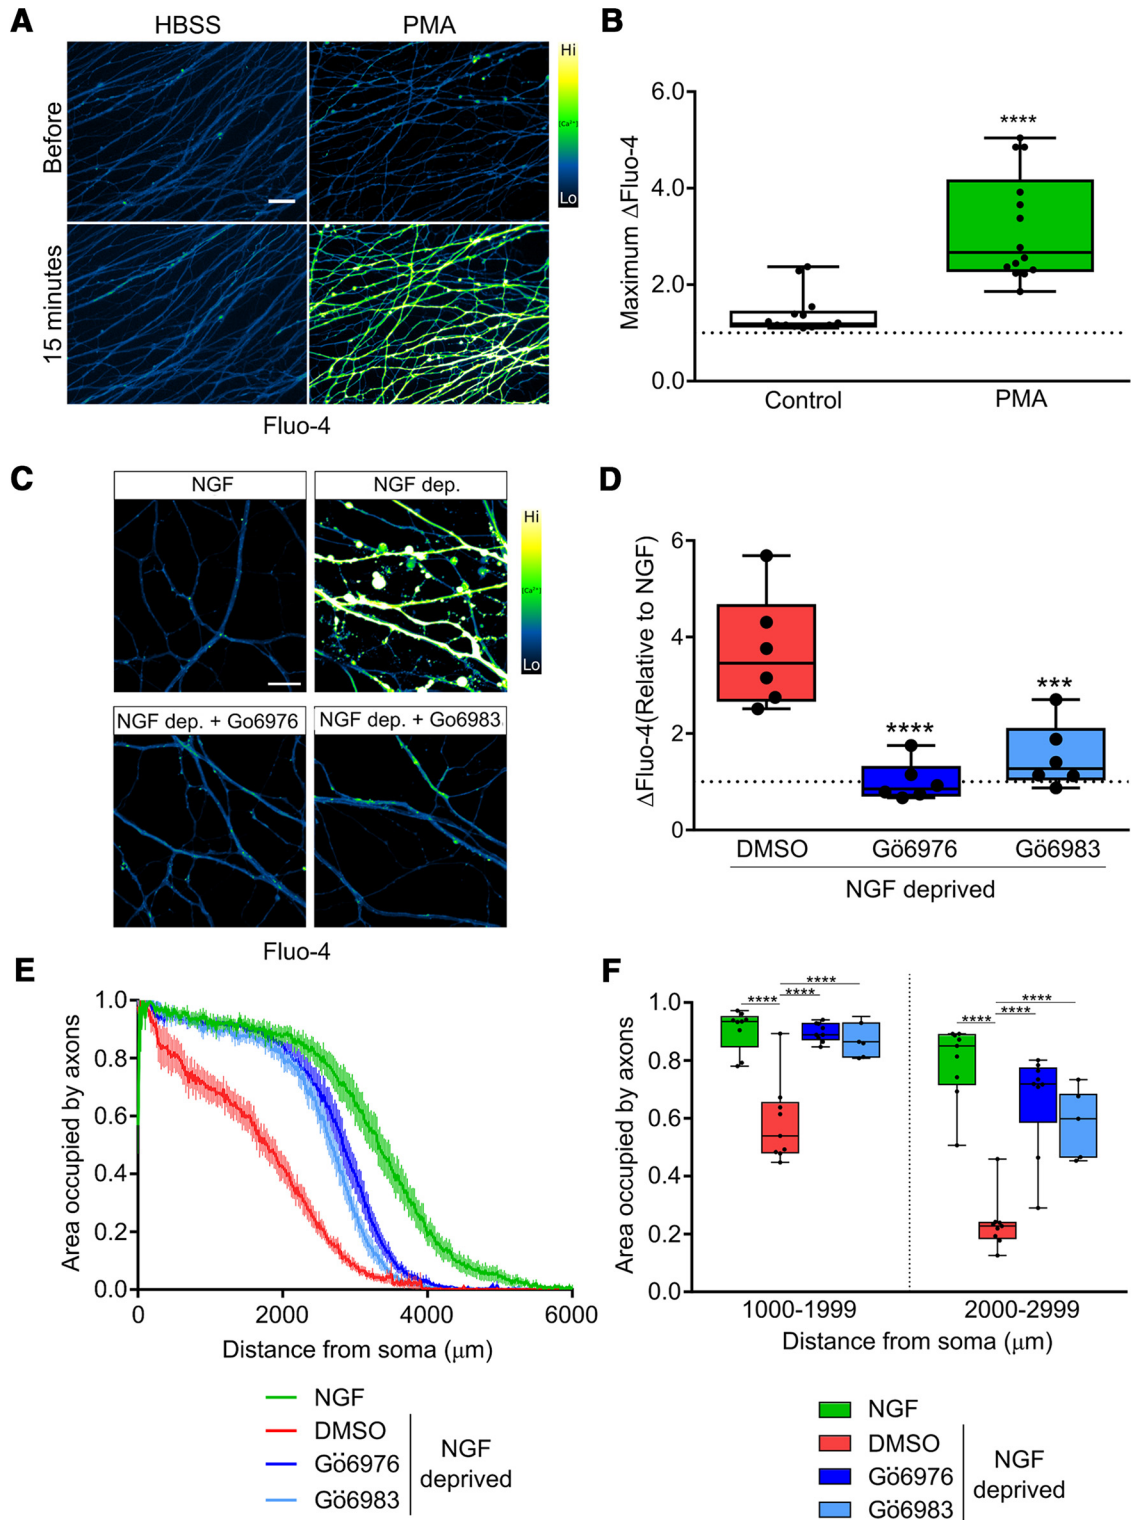 A
HBSS
PMA
Before
15 minutes
Hi
[Ca²⁺]
Lo
Fluo-4
B
Maximum ΔFluo-4
6.0
4.0
2.0
0.0
****
Control
PMA
C
NGF
NGF dep.
NGF dep. + Go6976
NGF dep. + Go6983
Hi
[Ca²⁺]
Lo
Fluo-4
D
ΔFluo-4(Relative to NGF)
6
4
2
0
****
***
DMSO
Gö6976
Gö6983
NGF deprived
E
Area occupied by axons
1.0
0.8
0.6
0.4
0.2
0.0
0
2000
4000
6000
Distance from soma (μm)
NGF
DMSO
Gö6976
Gö6983
NGF
deprived
F
Area occupied by axons
1.0
0.8
0.6
0.4
0.2
0.0
****
****
****
****
****
****
1000-1999
2000-2999
Distance from soma (μm)
NGF
DMSO
Gö6976
Gö6983
NGF
deprived